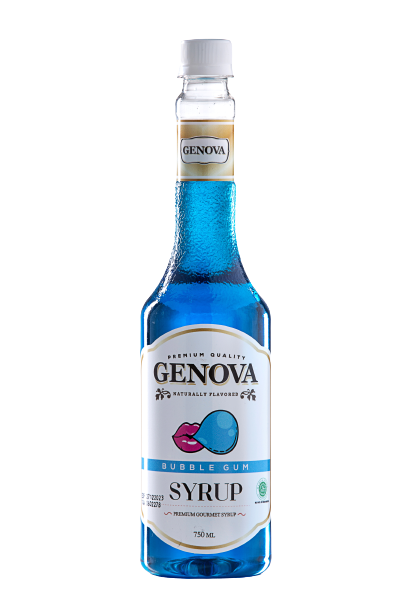 GENOVA
PREMIUM QUALITY
GENOVA
NATURALLY FLAVORED
BUBBLE GUM
SYRUP
PREMIUM GOURMET SYRUP
750 ML